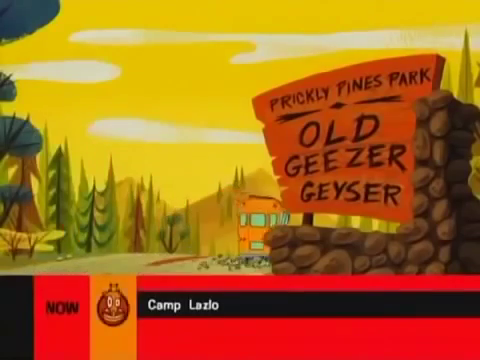 PRICKLY PINES PARK
OLD
GEEZER
GEYSER
NOW
Camp Lazlo